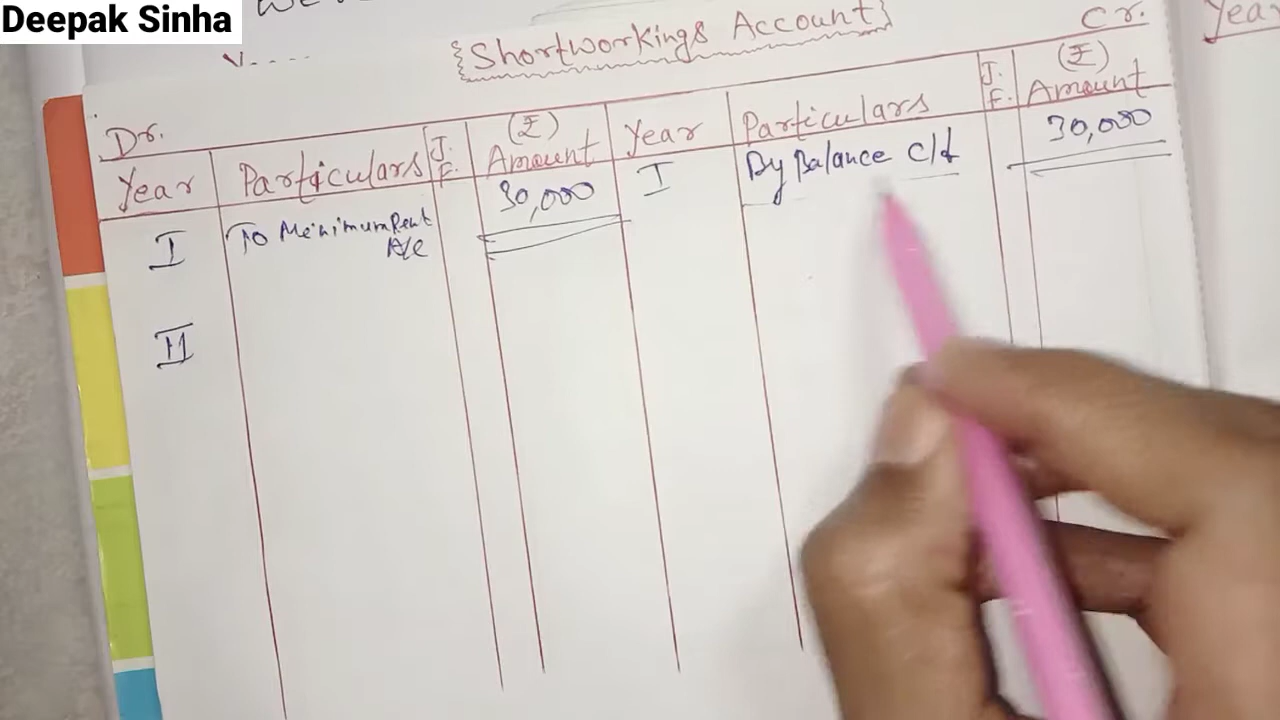 Deepak Sinha
V....
{Shortworkings Account}
Dr.
Cr.
Year Particulars J.F. (₹) Amount Year Particulars J.F. (₹) Amount
I To Minimum Rent A/c 30,000 I By Balance c/d 30,000
II
Year